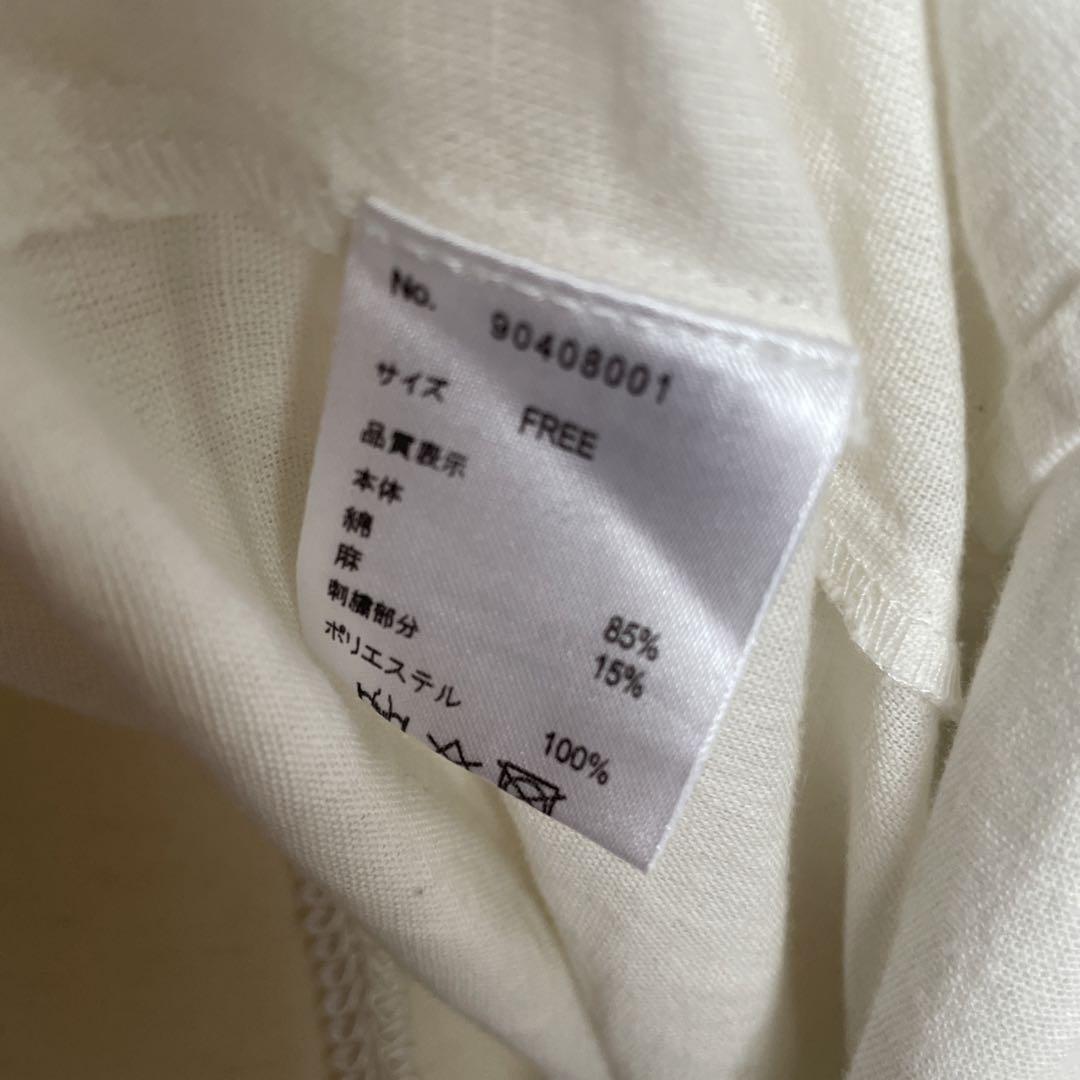 No. 90408001
サイズ FREE
品質表示
本体
綿 85%
麻 15%
刺繍部分
ポリエステル 100%